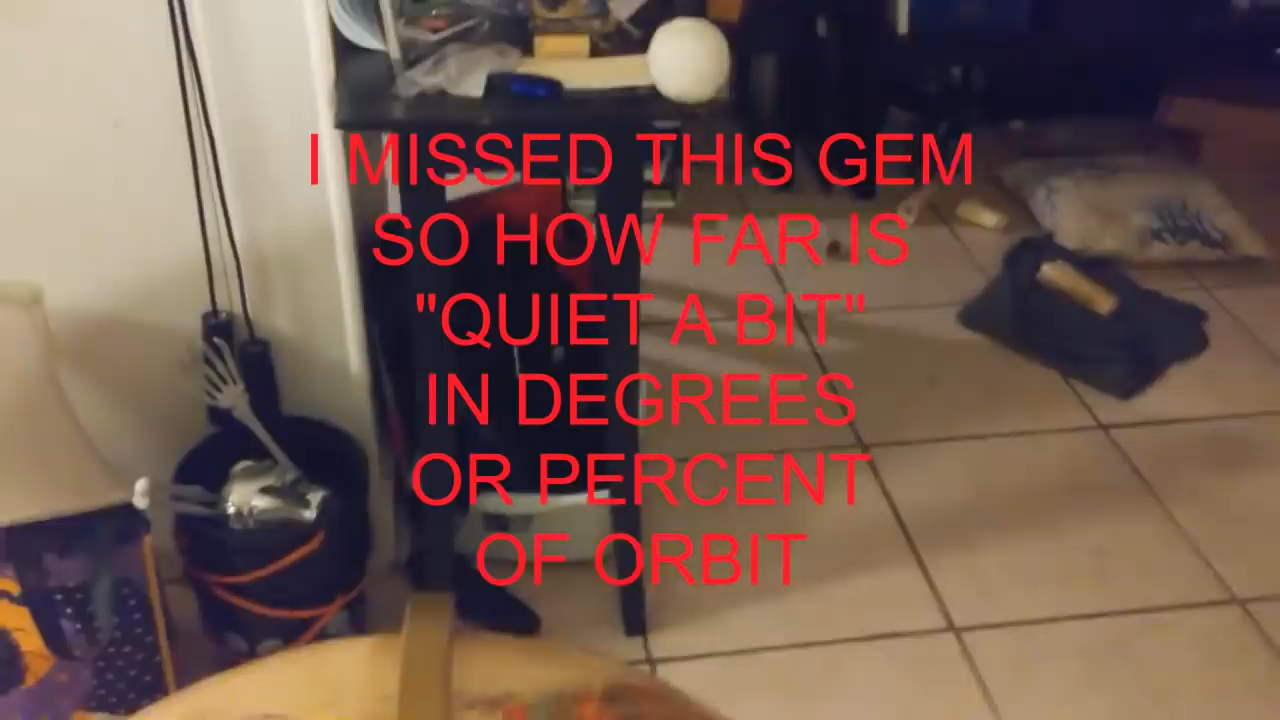 I MISSED THIS GEM
SO HOW FAR IS
"QUIET A BIT"
IN DEGREES
OR PERCENT
OF ORBIT